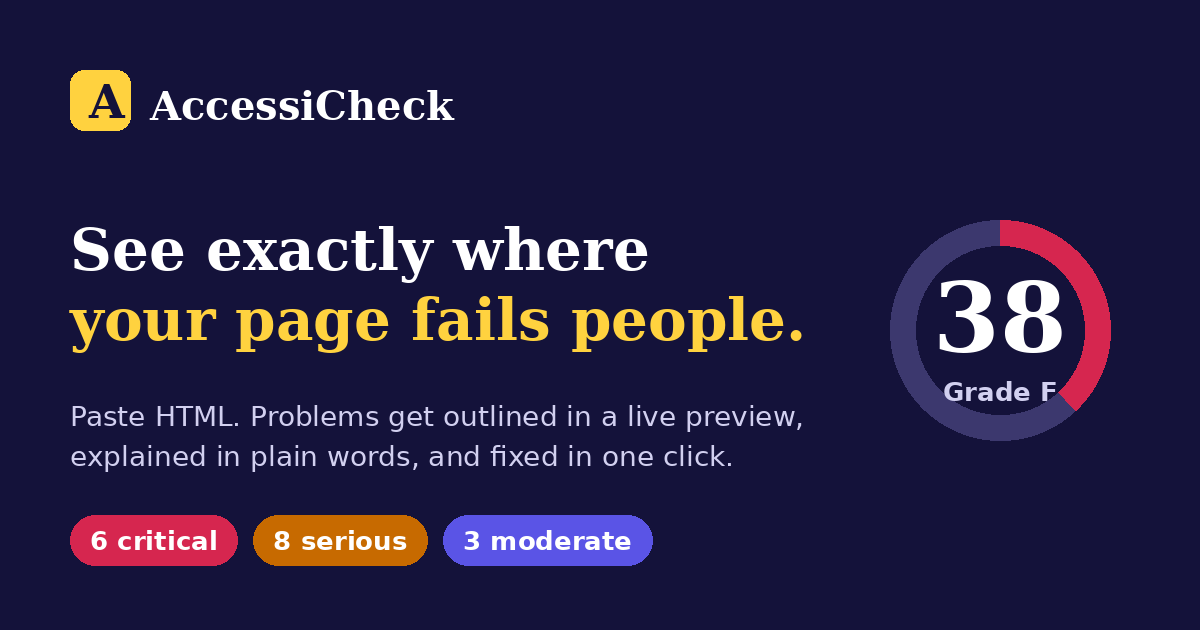 A AccessiCheck
See exactly where
your page fails people.
38
Grade F
Paste HTML. Problems get outlined in a live preview,
explained in plain words, and fixed in one click.
6 critical 8 serious 3 moderate